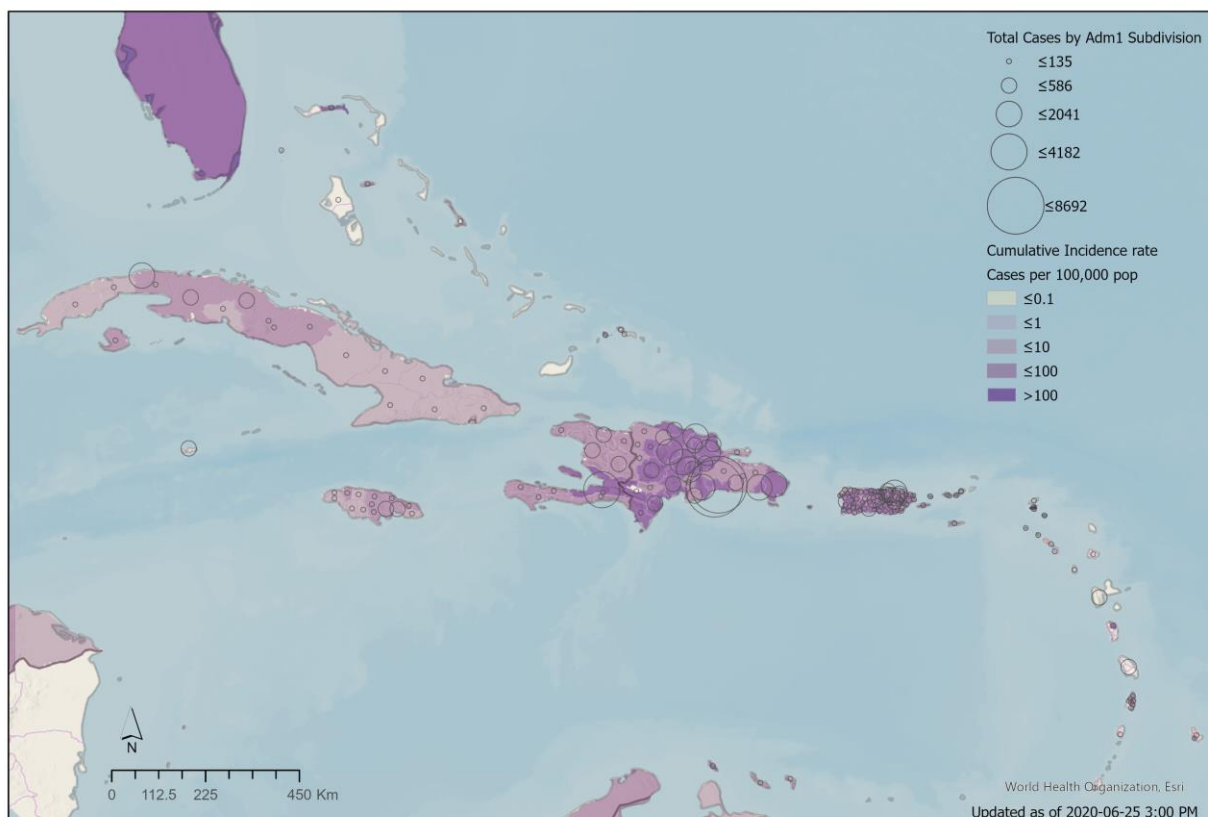 Total Cases by Adm1 Subdivision
≤135
≤586
≤2041
≤4182
≤8692
Cumulative Incidence rate
Cases per 100,000 pop
≤0.1
≤1
≤10
≤100
>100
N
0 112.5 225 450 Km
World Health Organization, Esri
Updated as of 2020-06-25 3:00 PM